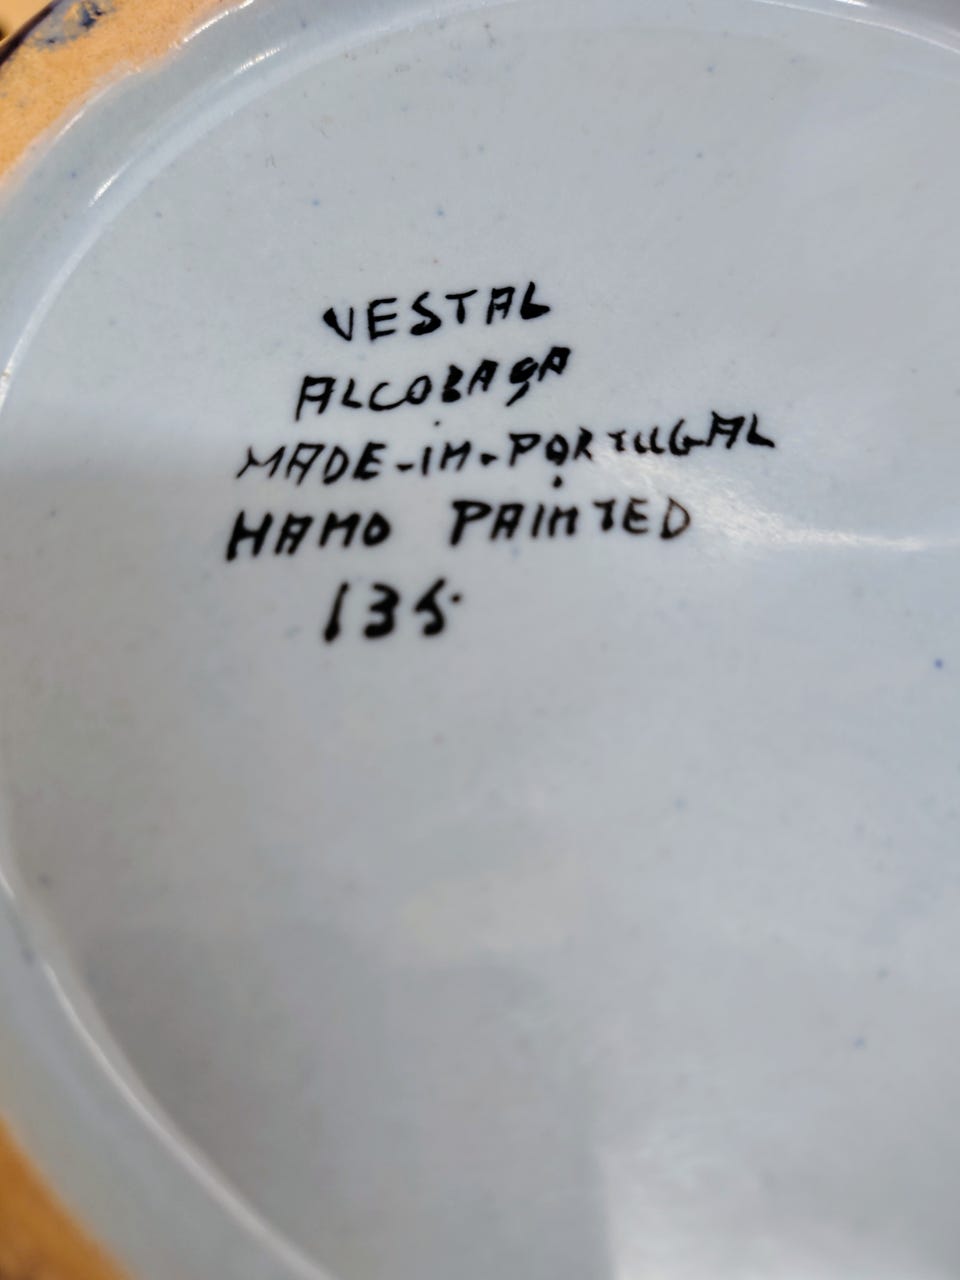 VESTAL
ALCOBAÇA
MADE-IN-PORTUGAL
HAND PAINTED
135